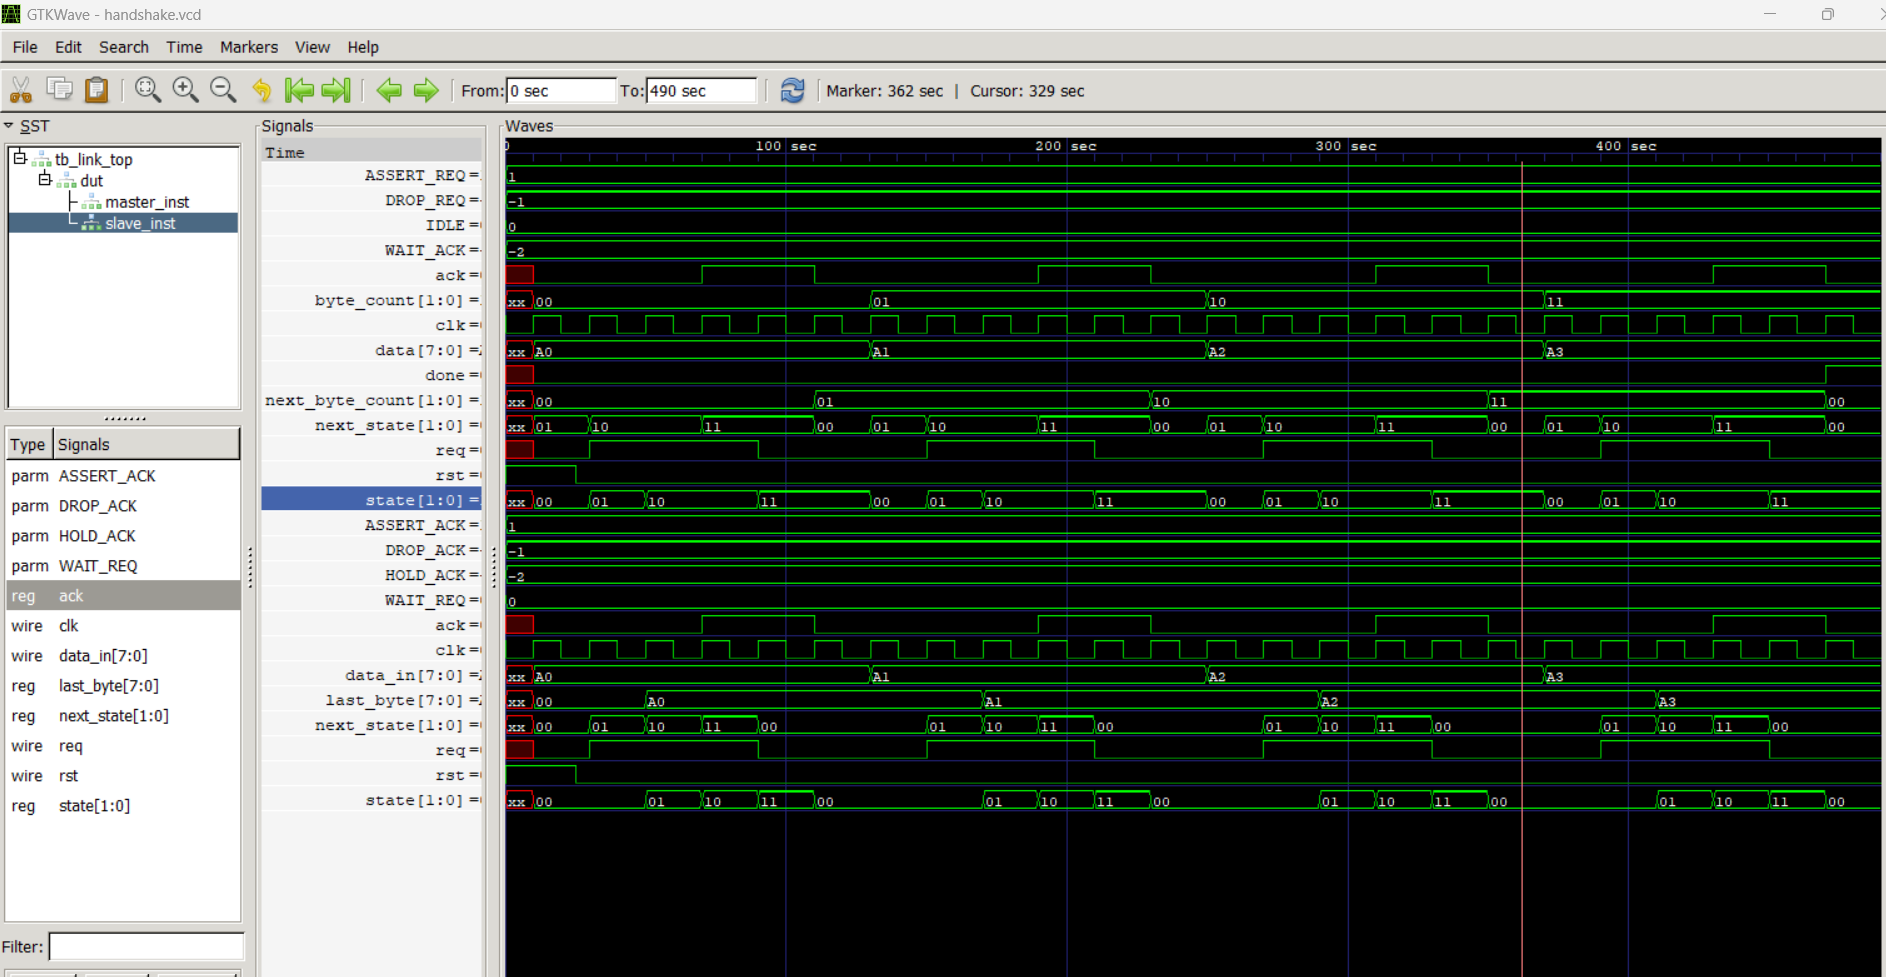 GTKWave - handshake.vcd
File Edit Search Time Markers View Help
From: 0 sec To: 490 sec Marker: 362 sec | Cursor: 329 sec
SST
tb_link_top
dut
master_inst
slave_inst
Type Signals
parm ASSERT_ACK
parm DROP_ACK
parm HOLD_ACK
parm WAIT_REQ
reg ack
wire clk
wire data_in[7:0]
reg last_byte[7:0]
reg next_state[1:0]
wire req
wire rst
reg state[1:0]
Filter:
Signals
Time
ASSERT_REQ =
DROP_REQ =
IDLE =
WAIT_ACK =
ack =
byte_count[1:0] =
clk =
data[7:0] =
done =
next_byte_count[1:0] =
next_state[1:0] =
req =
rst =
state[1:0] =
ASSERT_ACK =
DROP_ACK =
HOLD_ACK =
WAIT_REQ =
ack =
clk =
data_in[7:0] =
last_byte[7:0] =
next_state[1:0] =
req =
rst =
state[1:0] =
Waves
0 100 sec 200 sec 300 sec 400 sec
1
-1
0
-2
xx 00 01 10 11
xx A0 A1 A2 A3
xx 00 01 10 11 00
xx 01 10 11 00 01 10 11 00 01 10 11 00 01 10 11 00
xx 00 01 10 11 00 01 10 11 00 01 10 11 00 01 10 11
1
-1
-2
0
xx A0 A1 A2 A3
xx 00 A0 A1 A2 A3
xx 00 01 10 11 00 01 10 11 00 01 10 11 00 01 10 11 00
xx 00 01 10 11 00 01 10 11 00 01 10 11 00 01 10 11 00